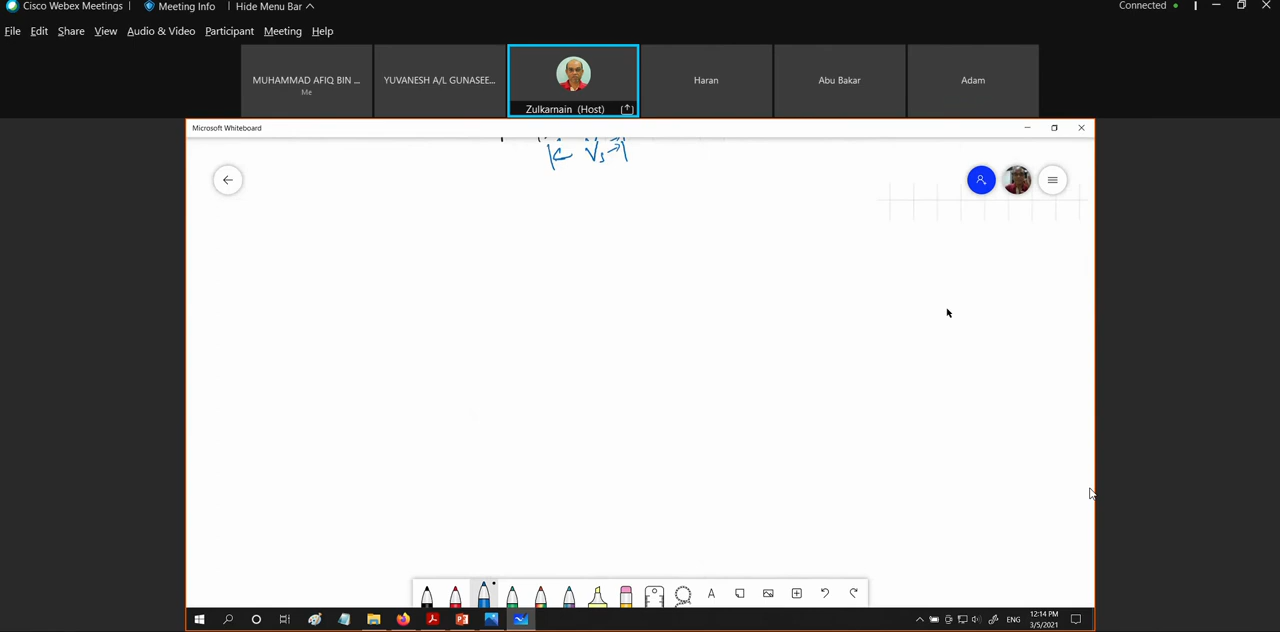 Cisco Webex Meetings | Meeting Info | Hide Menu Bar Connected
File Edit Share View Audio & Video Participant Meeting Help
MUHAMMAD AFIQ BIN ... YUVANESH A/L GUNASEE... Haran Abu Bakar Adam
Me
Zulkarnain (Host)
Microsoft Whiteboard
A
ENG 12:14 PM
3/5/2021